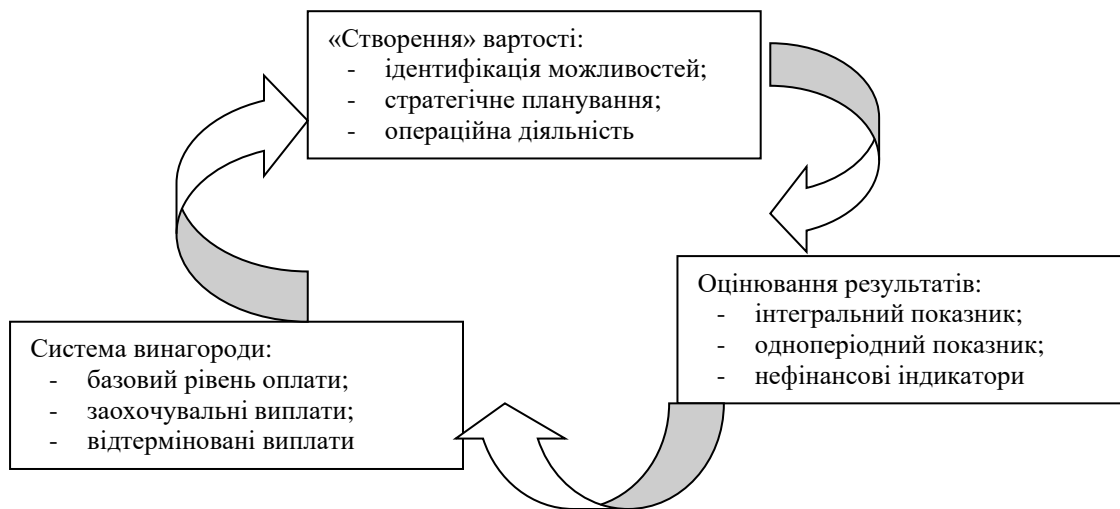 «Створення» вартості:
- ідентифікація можливостей;
- стратегічне планування;
- операційна діяльність
Оцінювання результатів:
- інтегральний показник;
- одноперіодний показник;
- нефінансові індикатори
Система винагороди:
- базовий рівень оплати;
- заохочувальні виплати;
- відтерміновані виплати